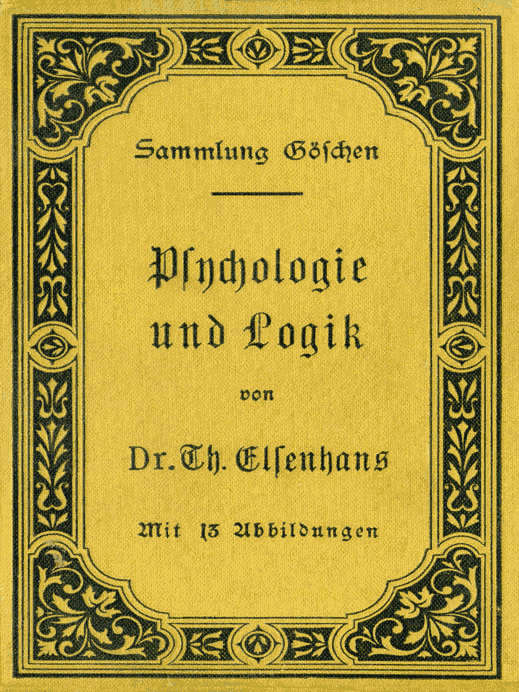 Sammlung Göschen
Psychologie
und Logik
von
Dr. Th. Elsenhans
Mit 13 Abbildungen